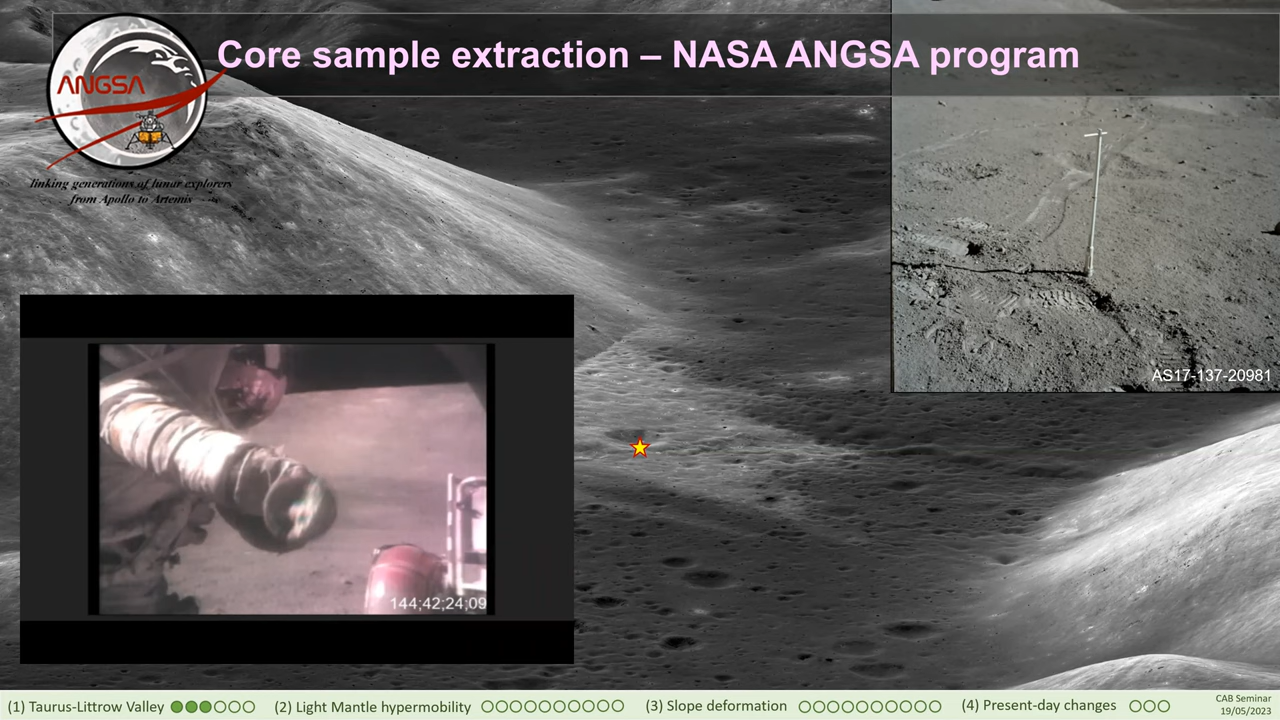 Core sample extraction – NASA ANGSA program
ANGSA
linking generations of lunar explorers
from Apollo to Artemis
AS17-137-20981
144;42;24;09
(1) Taurus-Littrow Valley (2) Light Mantle hypermobility (3) Slope deformation (4) Present-day changes
CAB Seminar
19/05/2023